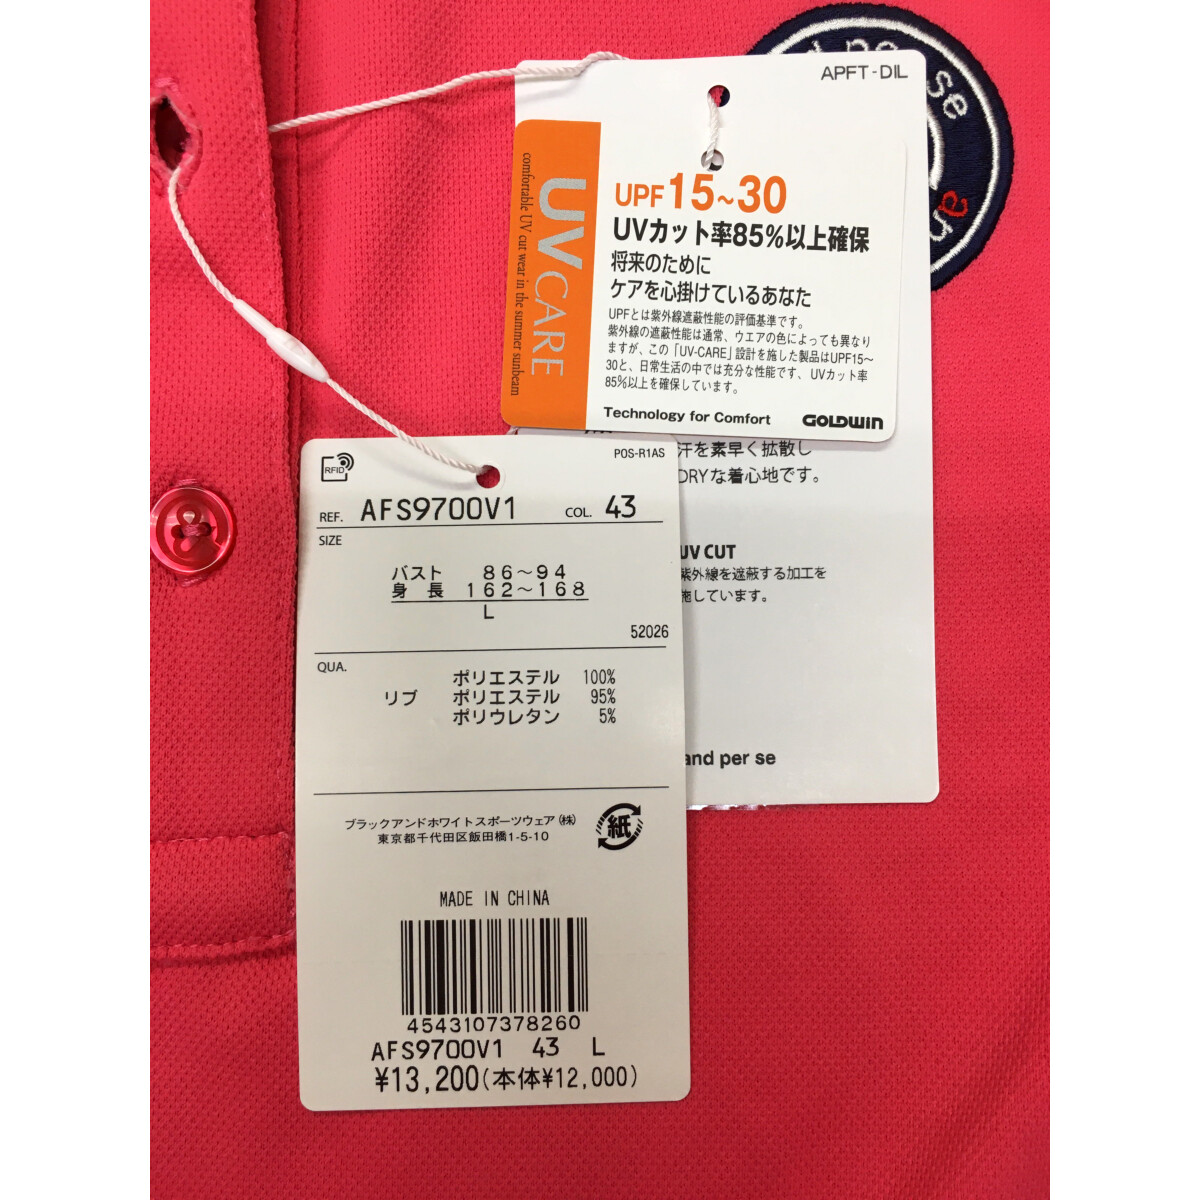 APFT-DIL
se
an
UV CARE
comfortable UV cut wear in the summer sunbeam
UPF 15~30
UVカット率85%以上確保
将来のために
ケアを心掛けているあなた
UPFとは紫外線遮蔽性能の評価基準です。
紫外線の遮蔽性能は通常、ウエアの色によっても異なり
ますが、この「UV-CARE」設計を施した製品はUPF15~
30と、日常生活の中では充分な性能です、UVカット率
85%以上を確保しています。
Technology for Comfort
GOLDWIN
汗を素早く拡散し
DRYな着心地です。
UV CUT
紫外線を遮蔽する加工を
施しています。
and per se
RFID
POS-R1AS
REF. AFS9700V1 COL. 43
SIZE
バスト 86~94
身 長 162~168
L
52026
QUA.
ポリエステル 100%
リブ ポリエステル 95%
ポリウレタン 5%
ブラックアンドホワイトスポーツウェア(株)
東京都千代田区飯田橋1-5-10
紙
MADE IN CHINA
4543107378260
AFS9700V1 43 L
¥13,200(本体¥12,000)